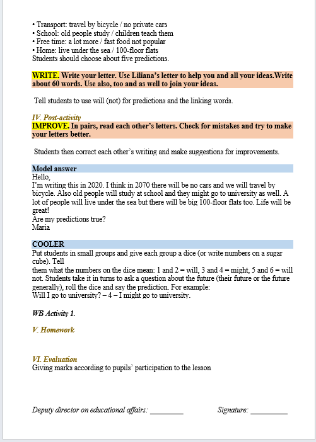 • Transport: travel by bicycle / no private cars
• School: old people study / children teach them
• Free time: a lot more / fast food not popular
• Home: live under the sea / 100-floor flats
Students should choose about five predictions.
WRITE. Write your letter. Use Liliana's letter to help you and all your ideas.Write
about 60 words. Use also, too and as well to join your ideas.
Tell students to use will (not) for predictions and the linking words.
IV. Post-activity
IMPROVE. In pairs, read each other's letters. Check for mistakes and try to make
your letters better.
Students then correct each other's writing and make suggestions for improvements.
Model answer
Hello,
I'm writing this in 2020. I think in 2070 there will be no cars and we will travel by
bicycle. Also old people will study at school and they might go to university as well. A
lot of people will live under the sea but there will be big 100-floor flats too. Life will be
great!
Are my predictions true?
Maria
COOLER
Put students in small groups and give each group a dice (or write numbers on a sugar
cube). Tell
them what the numbers on the dice mean: 1 and 2 = will, 3 and 4 = might, 5 and 6 = will
not. Students take it in turns to ask a question about the future (their future or the future
generally), roll the dice and say the prediction. For example:
Will I go to university? – 4 – I might go to university.
WB Activity 1.
V. Homework
VI. Evaluation
Giving marks according to pupils' participation to the lesson
Deputy director on educational affairs: ________ Signature: ________